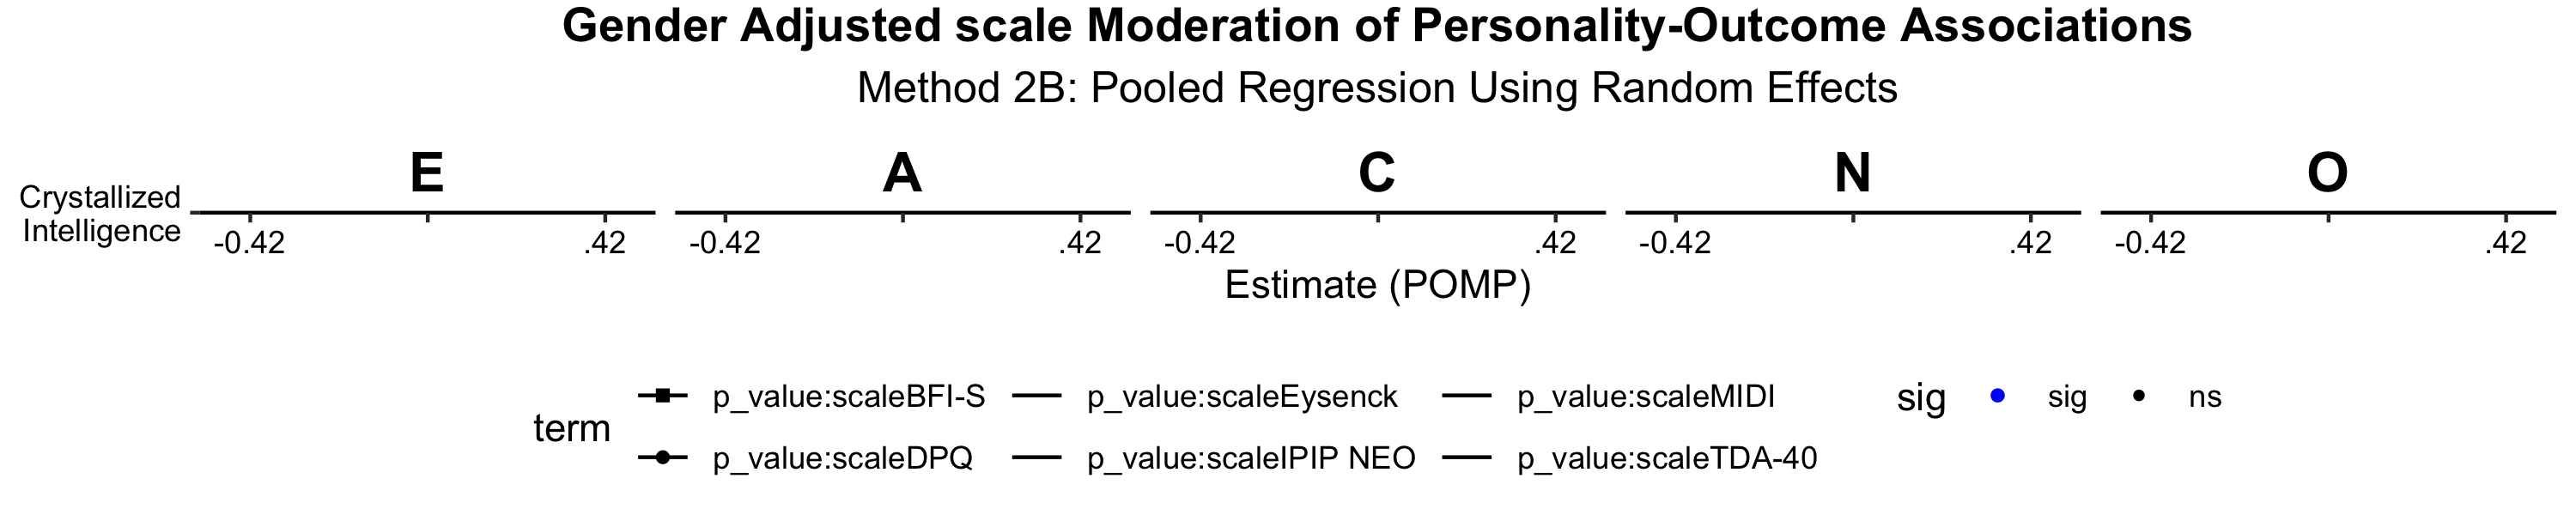 Gender Adjusted scale Moderation of Personality-Outcome Associations
Method 2B: Pooled Regression Using Random Effects
E A C N O
Crystallized
Intelligence
-0.42 .42 -0.42 .42 -0.42 .42 -0.42 .42 -0.42 .42
Estimate (POMP)
p_value:scaleBFI-S p_value:scaleEysenck p_value:scaleMIDI sig sig ns
term
p_value:scaleDPQ p_value:scaleIPIP NEO p_value:scaleTDA-40